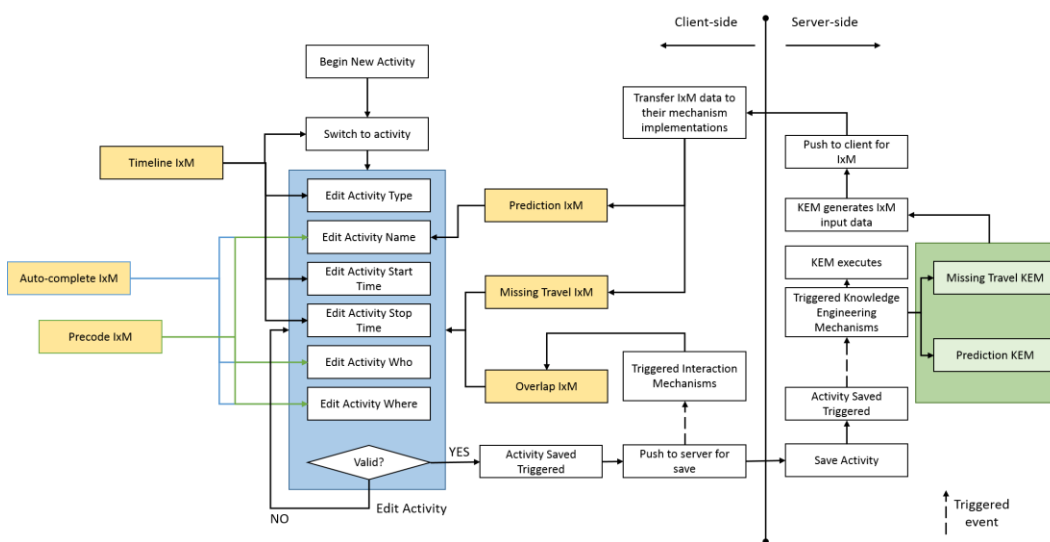 Client-side
Server-side
Begin New Activity
Transfer IxM data to
their mechanism
implementations
Switch to activity
Push to client for
IxM
Timeline IxM
Edit Activity Type
Prediction IxM
KEM generates IxM
input data
Edit Activity Name
KEM executes
Auto-complete IxM
Edit Activity Start
Time
Missing Travel IxM
Missing Travel KEM
Triggered Knowledge
Engineering
Mechanisms
Edit Activity Stop
Time
Precode IxM
Prediction KEM
Edit Activity Who
Overlap IxM
Triggered Interaction
Mechanisms
Edit Activity Where
Activity Saved
Triggered
Valid?
YES
Activity Saved
Triggered
Push to server for
save
Save Activity
NO
Edit Activity
Triggered
event